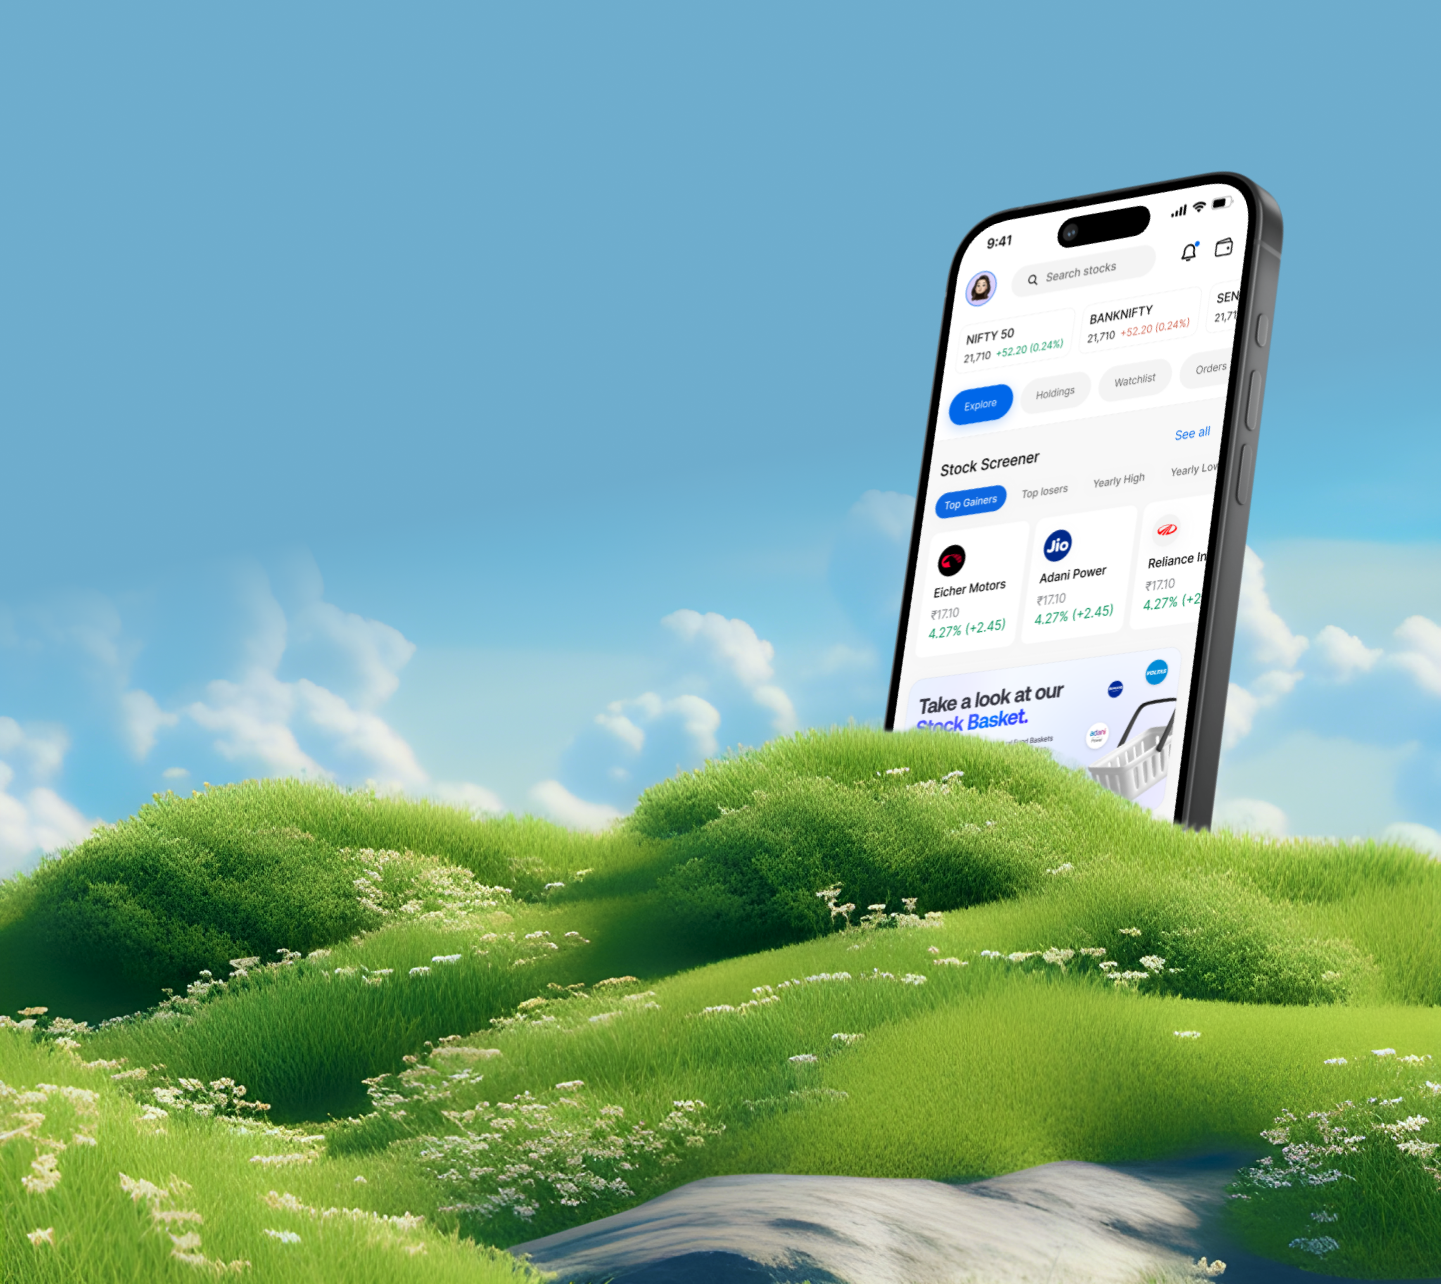 9:41
Search stocks
NIFTY 50
21,710 +52.20 (0.24%)
BANKNIFTY
21,710 +52.20 (0.24%)
SEN
21,71
Explore
Holdings
Watchlist
Orders
Stock Screener
See all
Top Gainers
Top losers
Yearly High
Yearly Low
Eicher Motors
₹17.10
4.27% (+2.45)
Jio
Adani Power
₹17.10
4.27% (+2.45)
Reliance In
₹17.10
4.27% (+2
Take a look at our
Stock Basket.
Fund Baskets
VOLTAS
adani